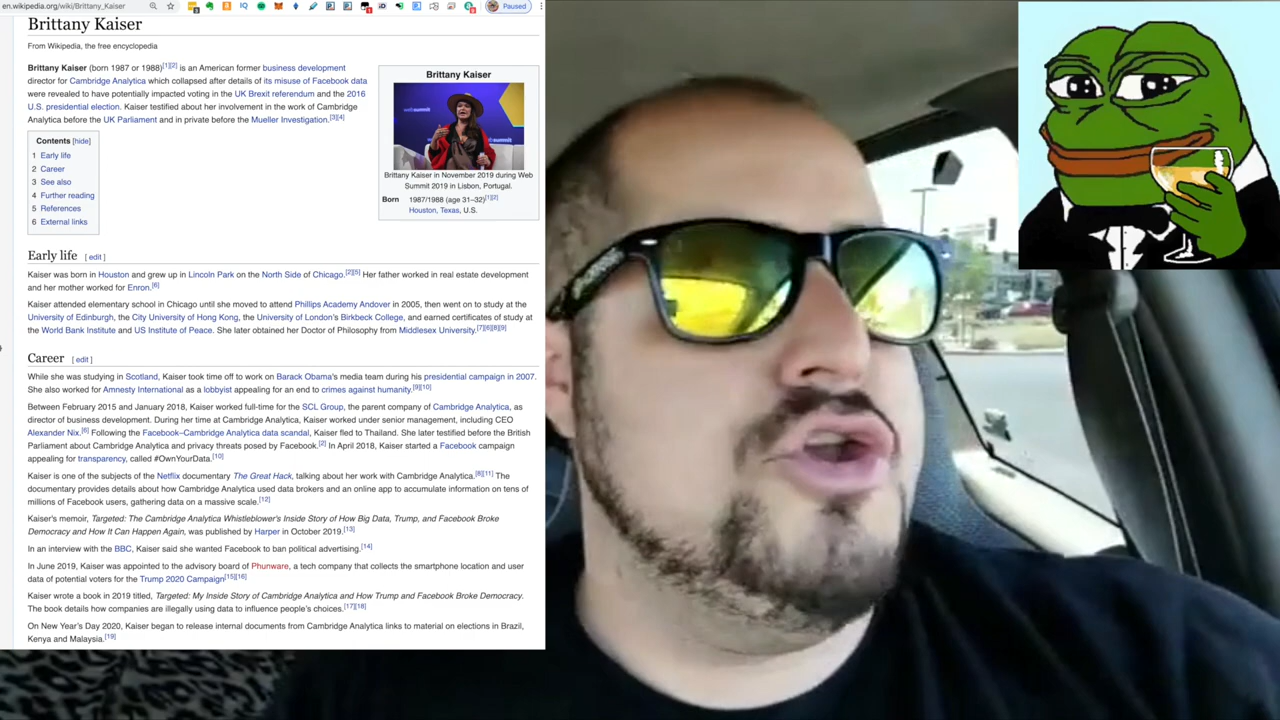 en.wikipedia.org/wiki/Brittany_Kaiser
Paused
Brittany Kaiser
From Wikipedia, the free encyclopedia
Brittany Kaiser (born 1987 or 1988)[1][2] is an American former business development
director for Cambridge Analytica which collapsed after details of its misuse of Facebook data
were revealed to have potentially impacted voting in the UK Brexit referendum and the 2016
U.S. presidential election. Kaiser testified about her involvement in the work of Cambridge
Analytica before the UK Parliament and in private before the Mueller Investigation.[3][4]
Brittany Kaiser
Brittany Kaiser in November 2019 during Web
Summit 2019 in Lisbon, Portugal.
Born 1987/1988 (age 31–32)[1][2]
Houston, Texas, U.S.
Contents [hide]
1 Early life
2 Career
3 See also
4 Further reading
5 References
6 External links
Early life [ edit ]
Kaiser was born in Houston and grew up in Lincoln Park on the North Side of Chicago.[2][5] Her father worked in real estate development
and her mother worked for Enron.[6]
Kaiser attended elementary school in Chicago until she moved to attend Phillips Academy Andover in 2005, then went on to study at the
University of Edinburgh, the City University of Hong Kong, the University of London's Birkbeck College, and earned certificates of study at
the World Bank Institute and US Institute of Peace. She later obtained her Doctor of Philosophy from Middlesex University.[7][6][8][9]
Career [ edit ]
While she was studying in Scotland, Kaiser took time off to work on Barack Obama's media team during his presidential campaign in 2007.
She also worked for Amnesty International as a lobbyist appealing for an end to crimes against humanity.[9][10]
Between February 2015 and January 2018, Kaiser worked full-time for the SCL Group, the parent company of Cambridge Analytica, as
director of business development. During her time at Cambridge Analytica, Kaiser worked under senior management, including CEO
Alexander Nix.[6] Following the Facebook–Cambridge Analytica data scandal, Kaiser fled to Thailand. She later testified before the British
Parliament about Cambridge Analytica and privacy threats posed by Facebook.[2] In April 2018, Kaiser started a Facebook campaign
appealing for transparency, called #OwnYourData.[10]
Kaiser is one of the subjects of the Netflix documentary The Great Hack, talking about her work with Cambridge Analytica.[8][11] The
documentary provides details about how Cambridge Analytica used data brokers and an online app to accumulate information on tens of
millions of Facebook users, gathering data on a massive scale.[12]
Kaiser's memoir, Targeted: The Cambridge Analytica Whistleblower's Inside Story of How Big Data, Trump, and Facebook Broke
Democracy and How It Can Happen Again, was published by Harper in October 2019.[13]
In an interview with the BBC, Kaiser said she wanted Facebook to ban political advertising.[14]
In June 2019, Kaiser was appointed to the advisory board of Phunware, a tech company that collects the smartphone location and user
data of potential voters for the Trump 2020 Campaign[15][16]
Kaiser wrote a book in 2019 titled, Targeted: My Inside Story of Cambridge Analytica and How Trump and Facebook Broke Democracy.
The book details how companies are illegally using data to influence people's choices.[17][18]
On New Year's Day 2020, Kaiser began to release internal documents from Cambridge Analytica links to material on elections in Brazil,
Kenya and Malaysia.[19]